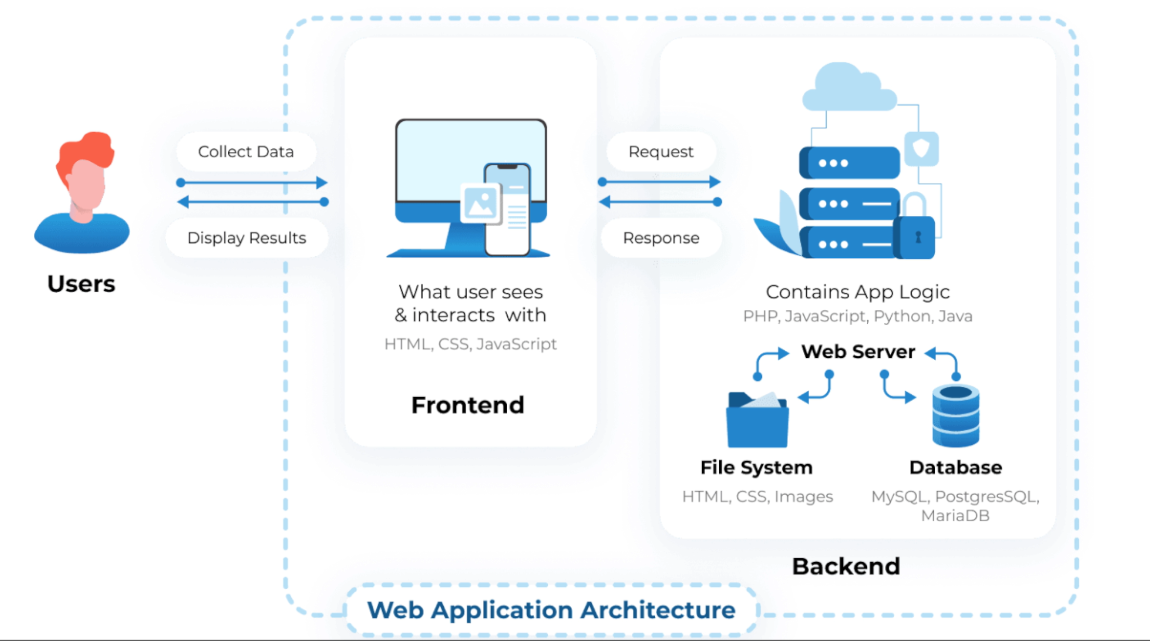 Collect Data
Display Results
Users
What user sees
& interacts with
HTML, CSS, JavaScript
Frontend
Request
Response
Contains App Logic
PHP, JavaScript, Python, Java
Web Server
File System
HTML, CSS, Images
Database
MySQL, PostgresSQL,
MariaDB
Backend
Web Application Architecture